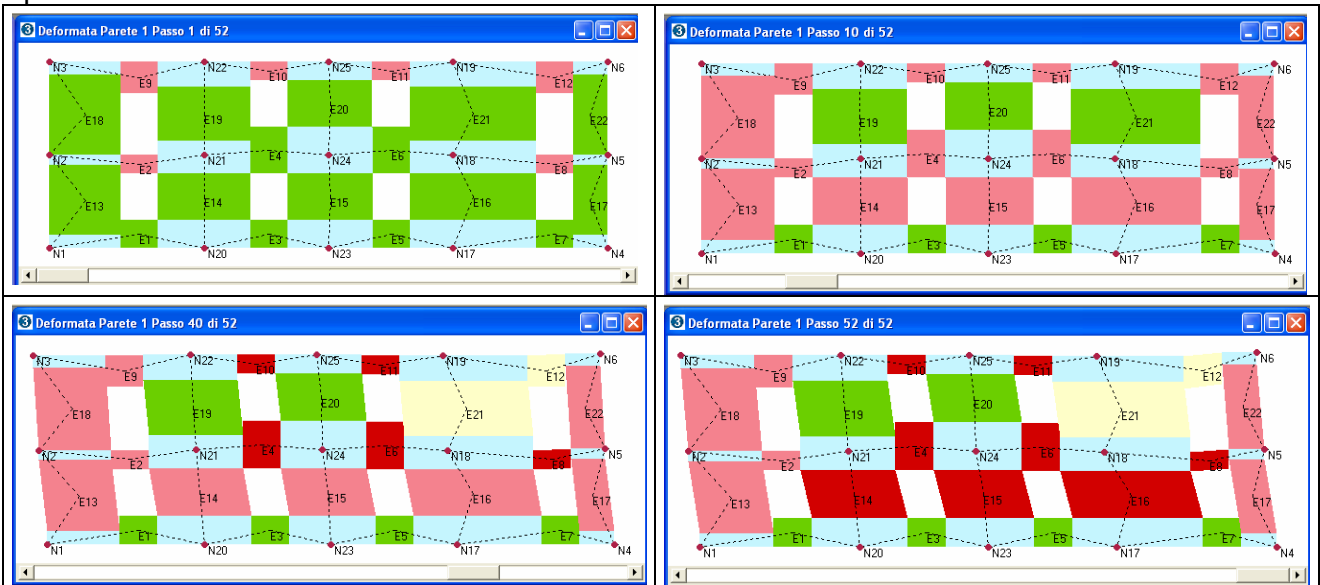 Deformata Parete 1 Passo 1 di 52
N3 N22 N25 N19 N6
E9 E10 E11 E12
E18 E19 E20 E21 E22
N2 N21 E4 N24 E6 N18 N5
E2 E8
E13 E14 E15 E16 E17
E1 E3 E5 E7
N1 N20 N23 N17 N4
Deformata Parete 1 Passo 10 di 52
N3 N22 N25 N19 N6
E9 E10 E11 E12
E18 E19 E20 E21 E22
N2 N21 E4 N24 E6 N18 N5
E2 E8
E13 E14 E15 E16 E17
E1 E3 E5 E7
N1 N20 N23 N17 N4
Deformata Parete 1 Passo 40 di 52
N3 N22 N25 N19 N6
E9 E10 E11 E12
E18 E19 E20 E21 E22
N2 N21 E4 N24 E6 N18 N5
E2 E8
E13 E14 E15 E16 E17
E1 E3 E5 E7
N1 N20 N23 N17 N4
Deformata Parete 1 Passo 52 di 52
N3 N22 N25 N19 N6
E9 E10 E11 E12
E18 E19 E20 E21 E22
N2 N21 E4 N24 E6 N18 N5
E2 E8
E13 E14 E15 E16 E17
E1 E3 E5 E7
N1 N20 N23 N17 N4